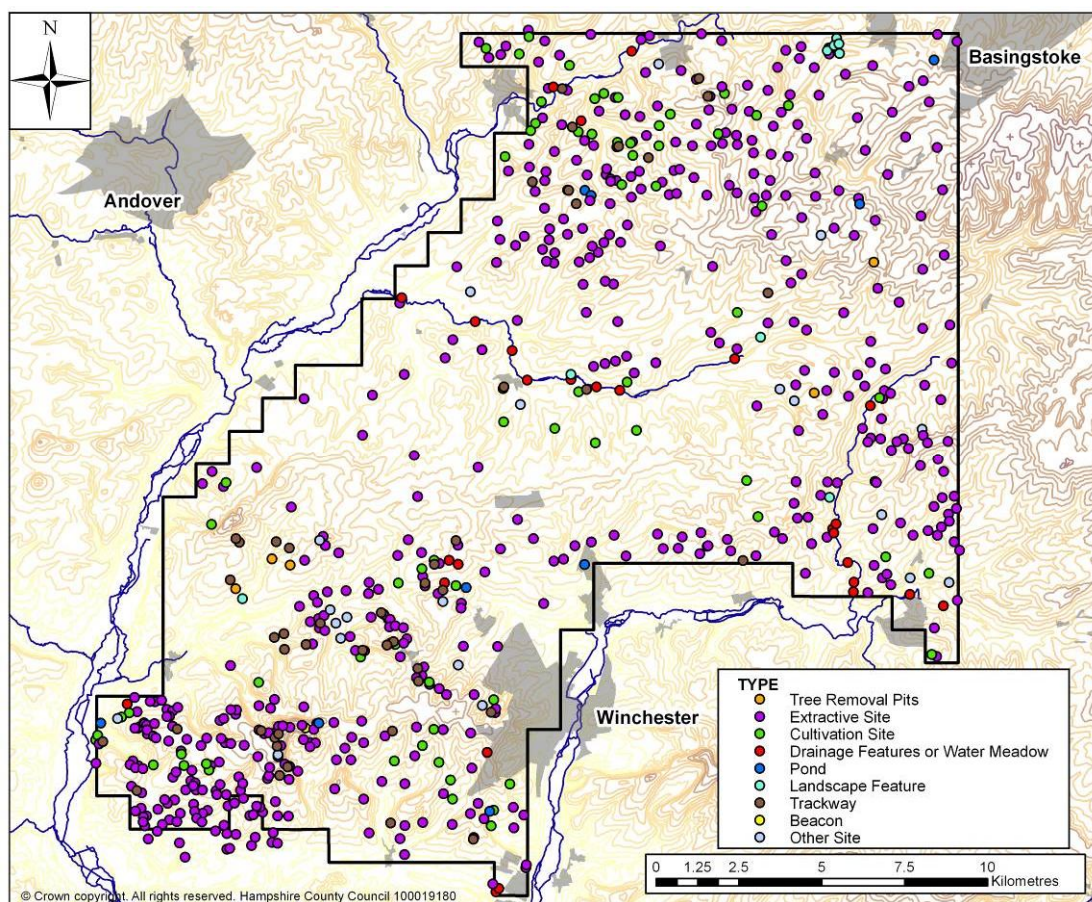 N
Basingstoke
Andover
Winchester
TYPE
Tree Removal Pits
Extractive Site
Cultivation Site
Drainage Features or Water Meadow
Pond
Landscape Feature
Trackway
Beacon
Other Site
0 1.25 2.5 5 7.5 10
Kilometres
© Crown copyright. All rights reserved. Hampshire County Council 100019180